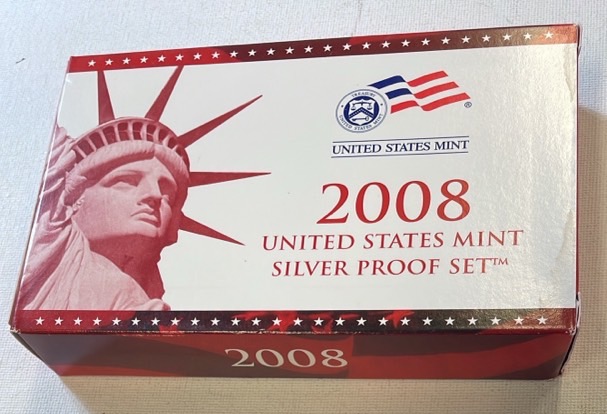 UNITED STATES MINT
2008
UNITED STATES MINT
SILVER PROOF SET™
2008